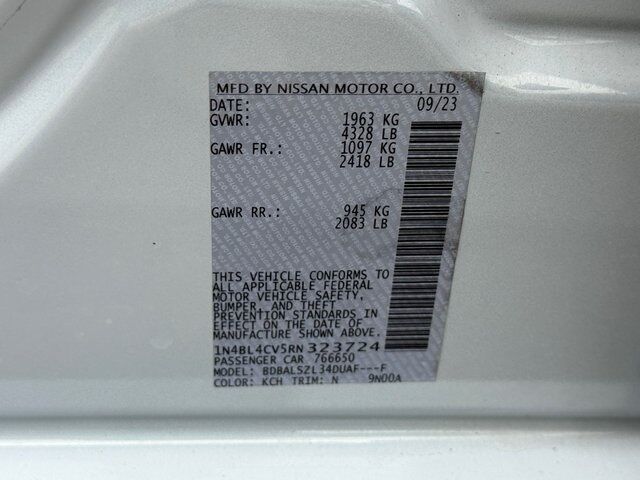 MFD BY NISSAN MOTOR CO., LTD.
DATE: 09/23
GVWR: 1963 KG
4328 LB
GAWR FR.: 1097 KG
2418 LB
GAWR RR.: 945 KG
2083 LB
THIS VEHICLE CONFORMS TO
ALL APPLICABLE FEDERAL
MOTOR VEHICLE SAFETY,
BUMPER, AND THEFT
PREVENTION STANDARDS IN
EFFECT ON THE DATE OF
MANUFACTURE SHOWN ABOVE.
1N4BL4CV5RN323724
PASSENGER CAR 766650
MODEL: BDBALSZL34DUAF---F
COLOR: KCH TRIM: N 9N00A